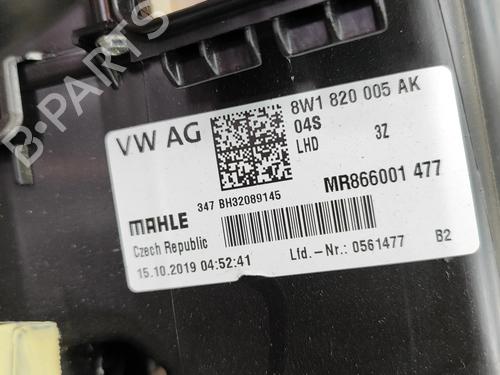 B-PARTS
VW AG
8W1 820 005 AK
04S
LHD 3Z
347 BH32089145
MR866001 477
MAHLE
Czech Republic
15.10.2019 04:52:41
Lfd.-Nr.: 0561477 B2